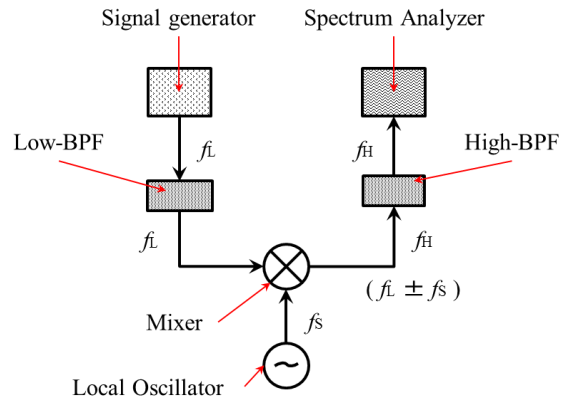 Signal generator
Spectrum Analyzer
Low-BPF
High-BPF
fL
fH
fL
fH
Mixer
fS
( fL ± fS )
Local Oscillator